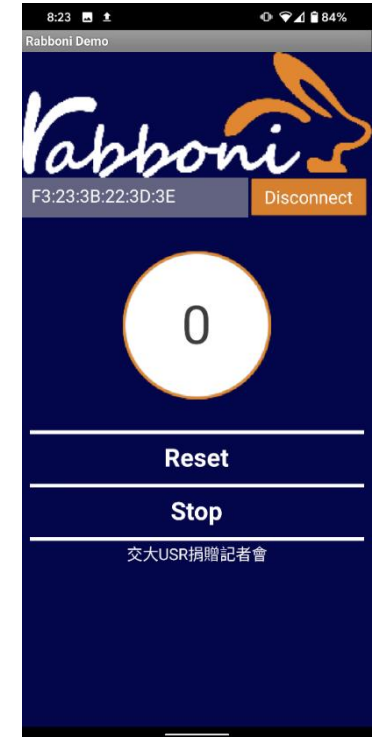 8:23 84%
Rabboni Demo
rabboni
F3:23:3B:22:3D:3E Disconnect
0
Reset
Stop
交大USR捐贈記者會